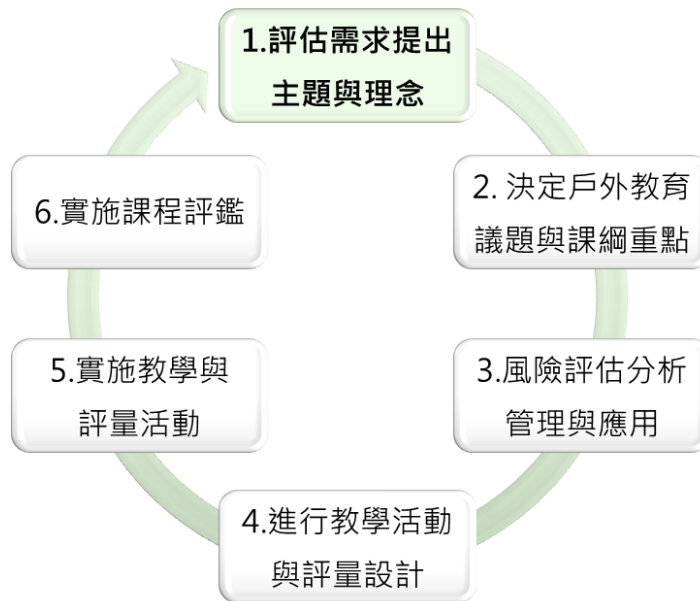 1.評估需求提出
主題與理念
2. 決定戶外教育
議題與課綱重點
3.風險評估分析
管理與應用
4.進行教學活動
與評量設計
5.實施教學與
評量活動
6.實施課程評鑑